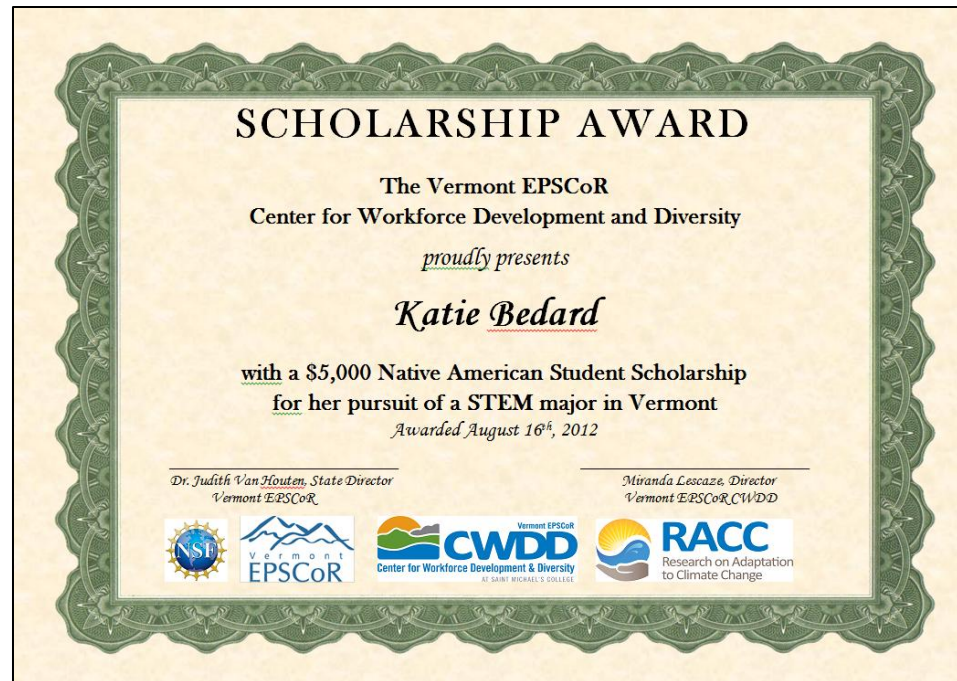 SCHOLARSHIP AWARD
The Vermont EPSCoR
Center for Workforce Development and Diversity
proudly presents
Katie Bedard
with a $5,000 Native American Student Scholarship
for her pursuit of a STEM major in Vermont
Awarded August 16th, 2012
Dr. Judith Van Houten, State Director
Vermont EPSCoR
Miranda Lescaze, Director
Vermont EPSCoR CWDD
NSF
Vermont
EPSCoR
Vermont EPSCoR
CWDD
Center for Workforce Development & Diversity
AT SAINT MICHAEL'S COLLEGE
RACC
Research on Adaptation
to Climate Change